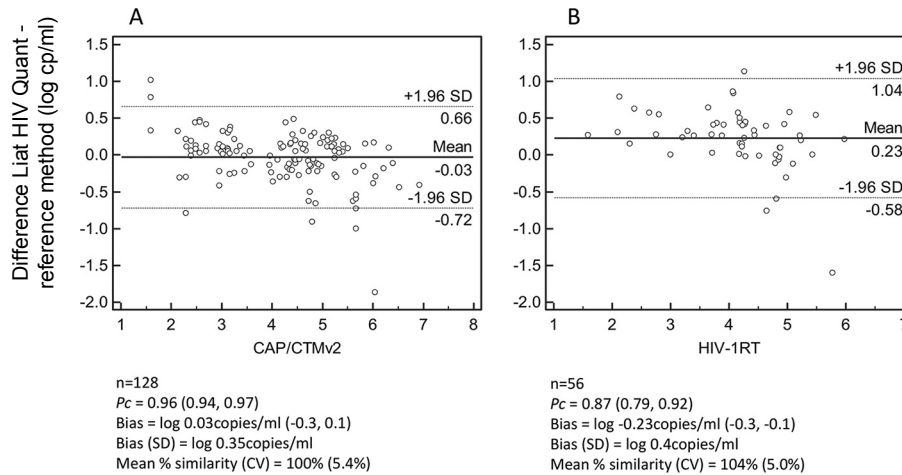 A
B
Difference Liat HIV Quant -
reference method (log cp/ml)
1.5
1.0
0.5
0.0
-0.5
-1.0
-1.5
-2.0
+1.96 SD
0.66
Mean
-0.03
-1.96 SD
-0.72
1 2 3 4 5 6 7 8
CAP/CTMv2
1.5
1.0
0.5
0.0
-0.5
-1.0
-1.5
-2.0
+1.96 SD
1.04
Mean
0.23
-1.96 SD
-0.58
1 2 3 4 5 6 7
HIV-1RT
n=128
Pc = 0.96 (0.94, 0.97)
Bias = log 0.03copies/ml (-0.3, 0.1)
Bias (SD) = log 0.35copies/ml
Mean % similarity (CV) = 100% (5.4%)
n=56
Pc = 0.87 (0.79, 0.92)
Bias = log -0.23copies/ml (-0.3, -0.1)
Bias (SD) = log 0.4copies/ml
Mean % similarity (CV) = 104% (5.0%)